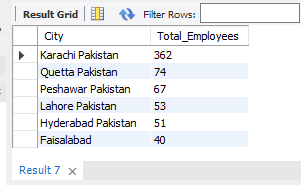 Result Grid Filter Rows:
City Total_Employees
Karachi Pakistan 362
Quetta Pakistan 74
Peshawar Pakistan 67
Lahore Pakistan 53
Hyderabad Pakistan 51
Faisalabad 40
Result 7 ×